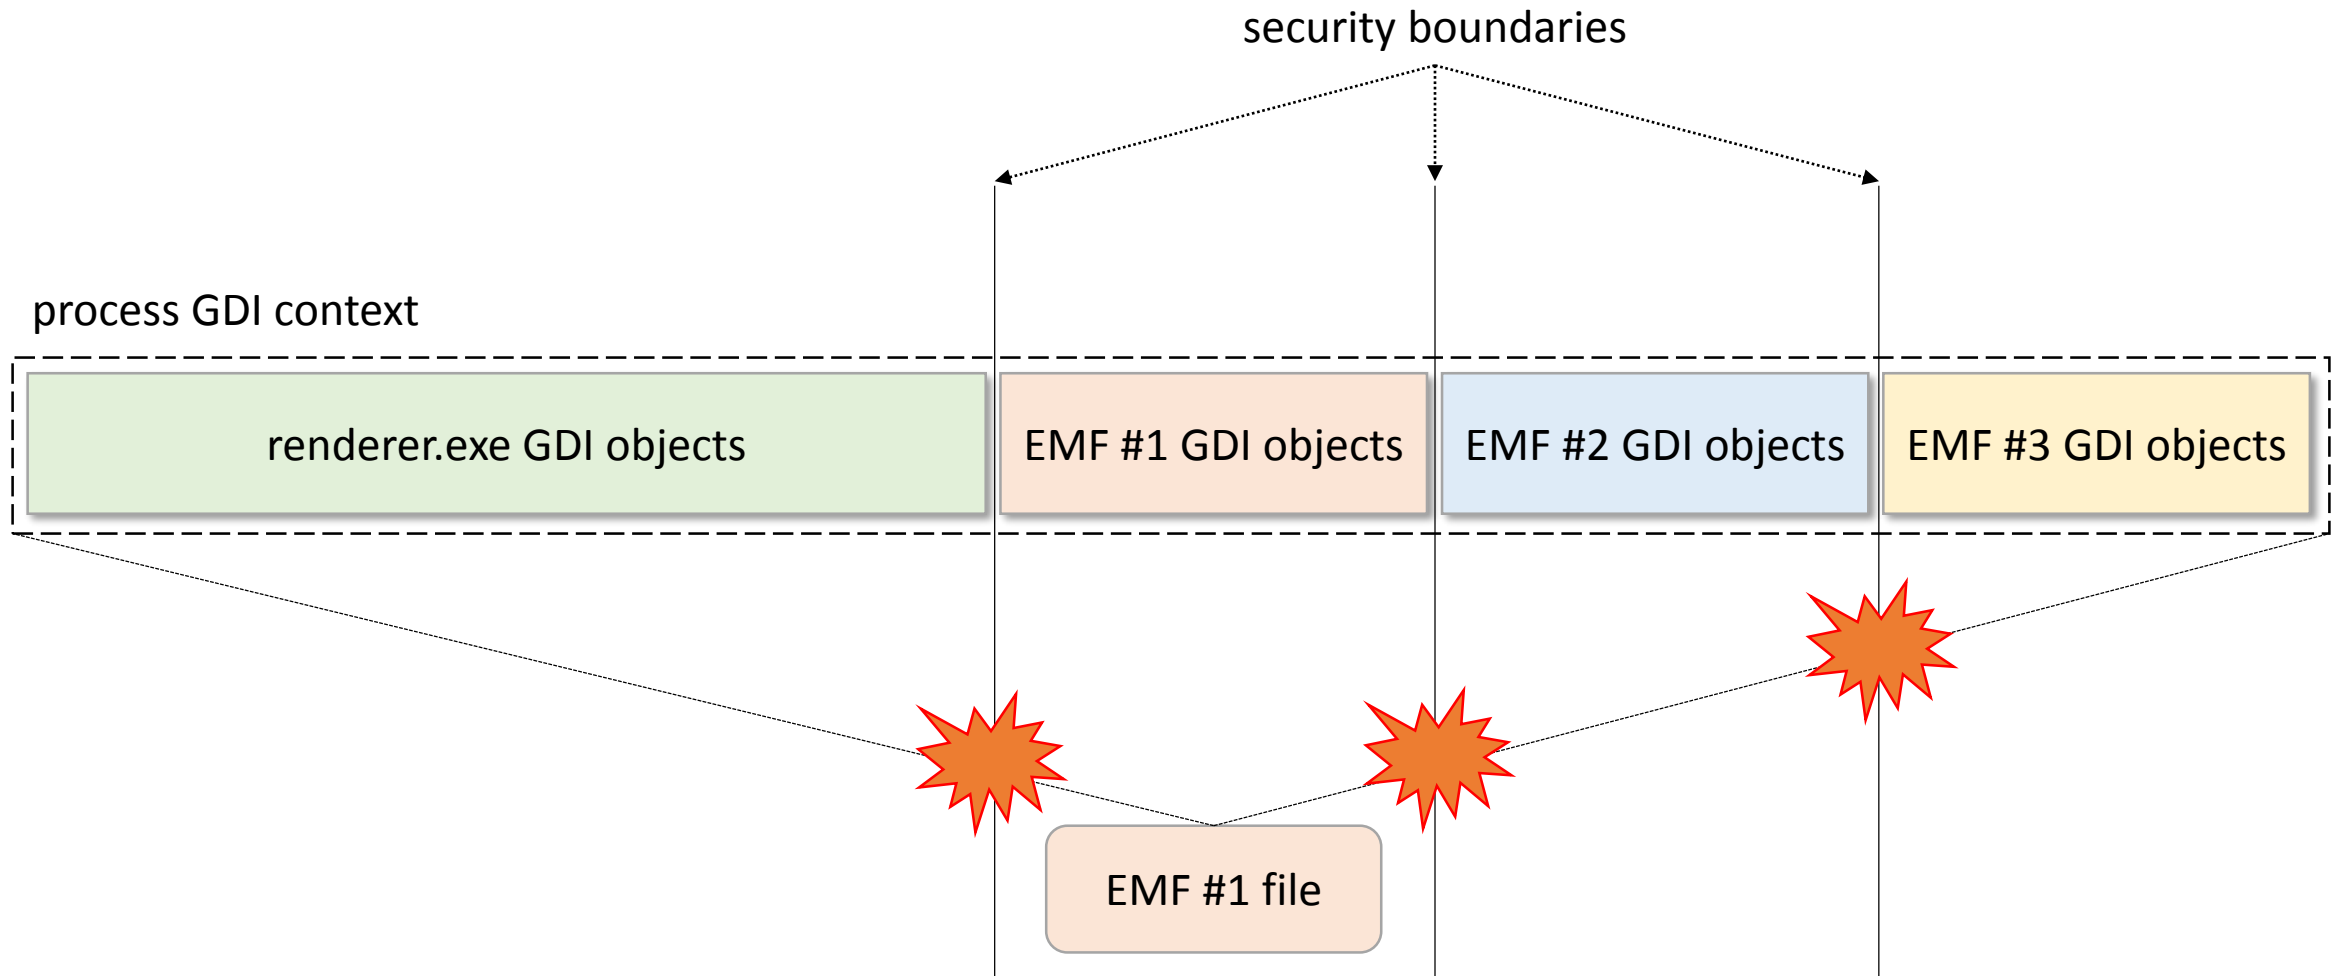 security boundaries
process GDI context
renderer.exe GDI objects
EMF #1 GDI objects
EMF #2 GDI objects
EMF #3 GDI objects
EMF #1 file